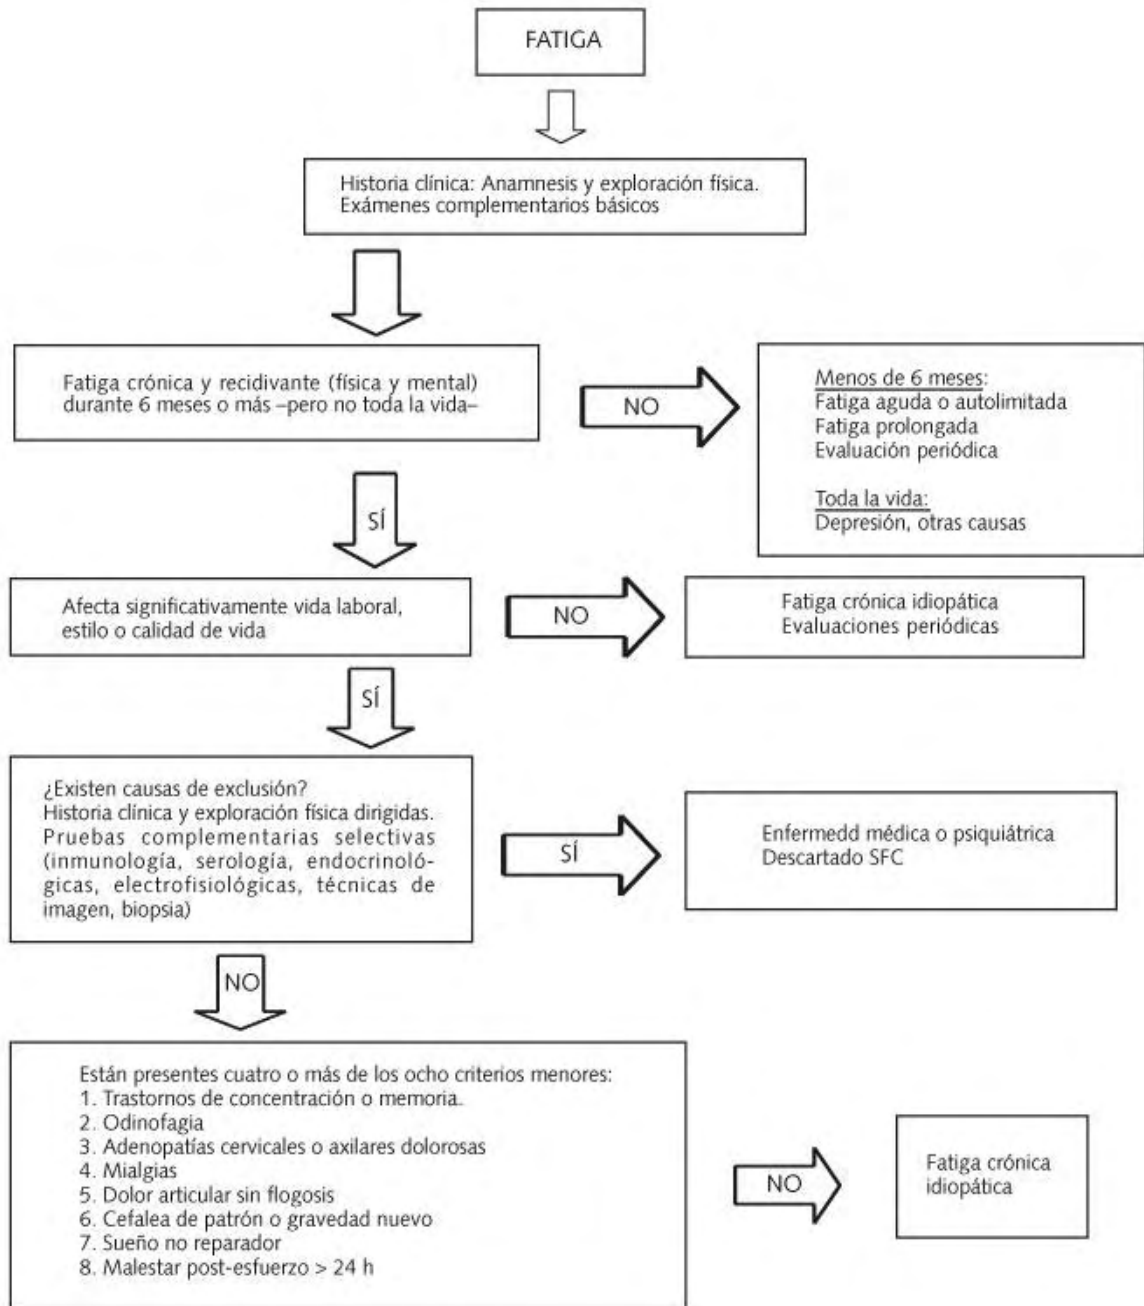 FATIGA
Historia clínica: Anamnesis y exploración física.
Exámenes complementarios básicos
Fatiga crónica y recidivante (física y mental)
durante 6 meses o más –pero no toda la vida–
NO
Menos de 6 meses:
Fatiga aguda o autolimitada
Fatiga prolongada
Evaluación periódica
Toda la vida:
Depresión, otras causas
SÍ
Afecta significativamente vida laboral,
estilo o calidad de vida
NO
Fatiga crónica idiopática
Evaluaciones periódicas
SÍ
¿Existen causas de exclusión?
Historia clínica y exploración física dirigidas.
Pruebas complementarias selectivas
(inmunología, serología, endocrinoló-
gicas, electrofisiológicas, técnicas de
imagen, biopsia)
SÍ
Enfermedd médica o psiquiátrica
Descartado SFC
NO
Están presentes cuatro o más de los ocho criterios menores:
1. Trastornos de concentración o memoria.
2. Odinofagia
3. Adenopatías cervicales o axilares dolorosas
4. Mialgias
5. Dolor articular sin flogosis
6. Cefalea de patrón o gravedad nuevo
7. Sueño no reparador
8. Malestar post-esfuerzo > 24 h
NO
Fatiga crónica
idiopática